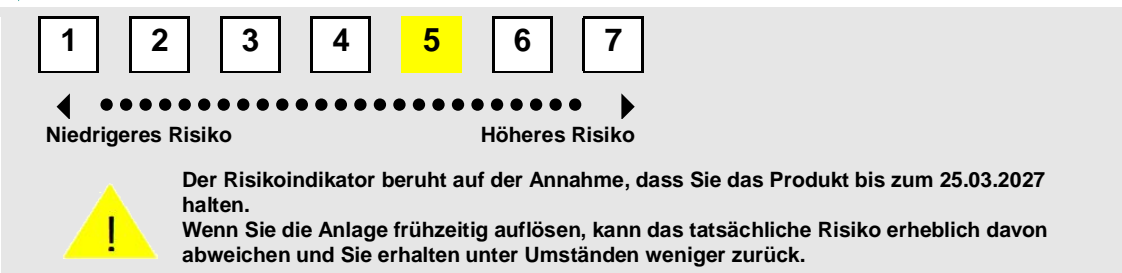 1 2 3 4 5 6 7
Niedrigeres Risiko Höheres Risiko
! Der Risikoindikator beruht auf der Annahme, dass Sie das Produkt bis zum 25.03.2027
halten.
Wenn Sie die Anlage frühzeitig auflösen, kann das tatsächliche Risiko erheblich davon
abweichen und Sie erhalten unter Umständen weniger zurück.